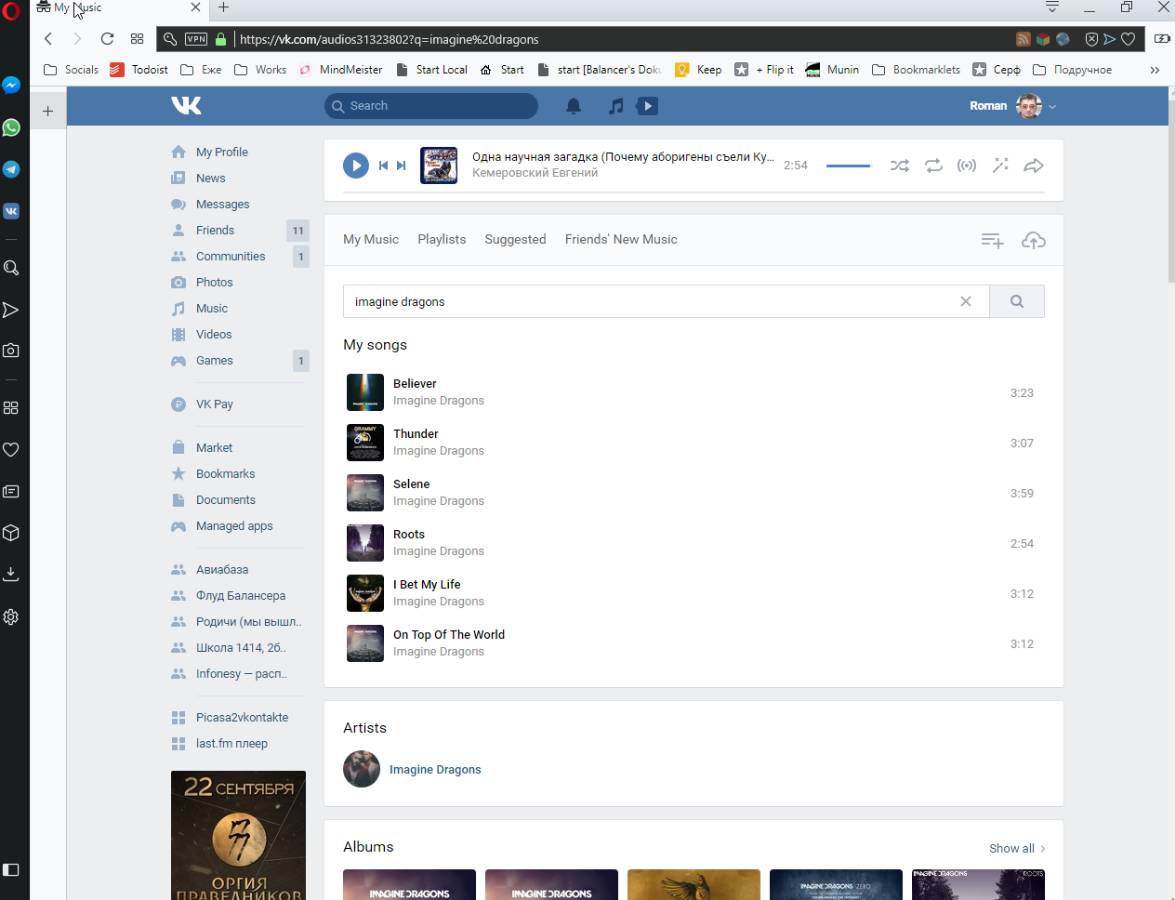 My Music
VPN
https://vk.com/audios31323802?q=imagine%20dragons
Socials
Todoist
Еже
Works
MindMeister
Start Local
Start
start [Balancer's Доку
Keep
+ Flip it
Munin
Bookmarklets
Серф
Подручное
Search
Roman
My Profile
News
Messages
Friends 11
Communities 1
Photos
Music
Videos
Games 1
VK Pay
Market
Bookmarks
Documents
Managed apps
Авиабаза
Флуд Балансера
Родичи (мы вышл..
Школа 1414, 2б..
Infonesy — расп..
Picasa2vkontakte
last.fm плеер
22 СЕНТЯБРЯ
ОРГИЯ
ПРАВЕДНИКОВ
Одна научная загадка (Почему аборигены съели Ку...
Кемеровский Евгений
2:54
My Music
Playlists
Suggested
Friends' New Music
imagine dragons
My songs
Believer
Imagine Dragons
3:23
Thunder
Imagine Dragons
3:07
Selene
Imagine Dragons
3:59
Roots
Imagine Dragons
2:54
I Bet My Life
Imagine Dragons
3:12
On Top Of The World
Imagine Dragons
3:12
Artists
Imagine Dragons
Albums
Show all
IMAGINE DRAGONS
IMAGINE DRAGONS
IMAGINE DRAGONS ZERO
IMAGINE DRAGONS
ROOTS